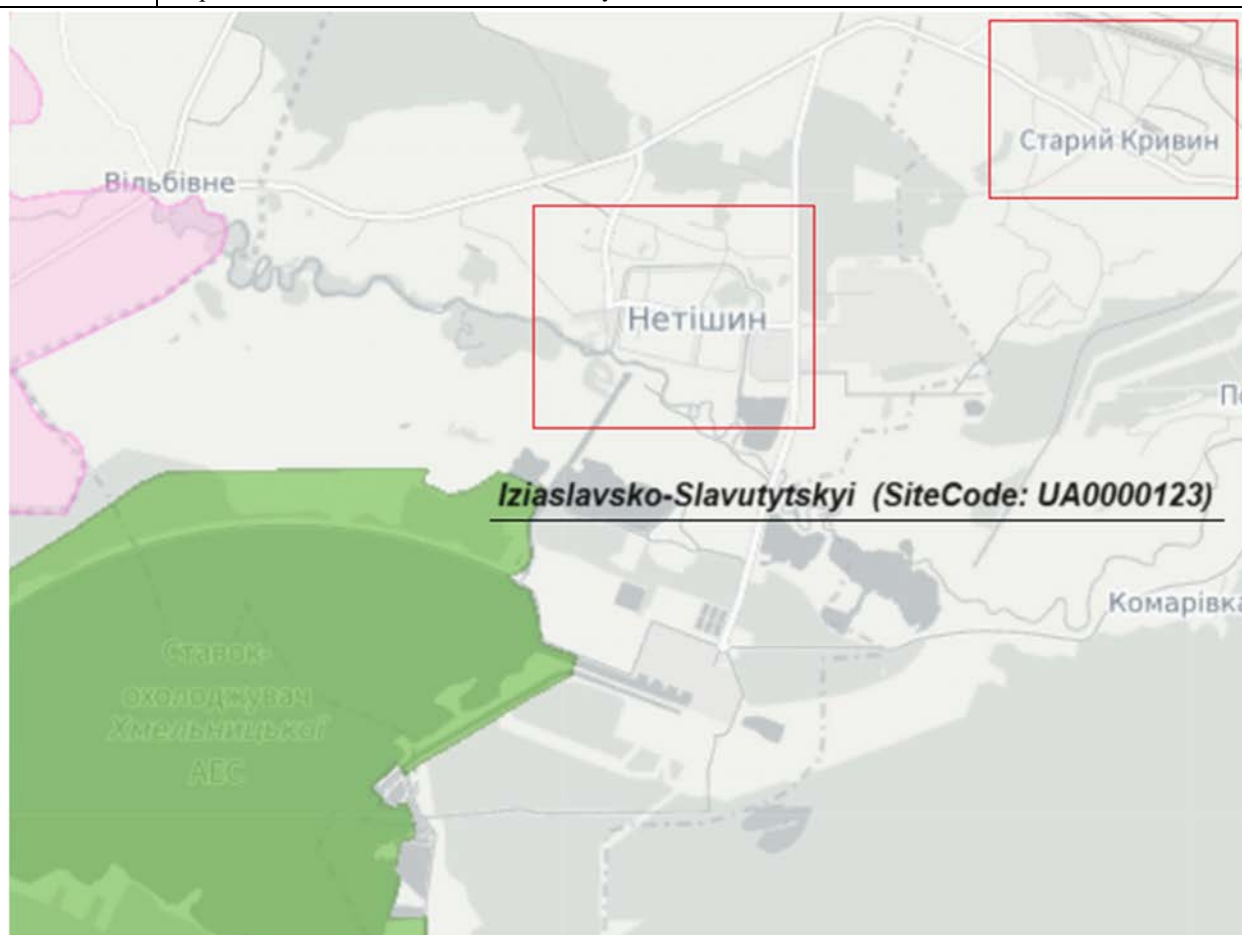 Старий Кривин
Вільбівне
Нетішин
Iziaslavsko-Slavutytskyi (SiteCode: UA0000123)
Комарівка
Ставок-
охолоджувач
Хмельницької
АЕС